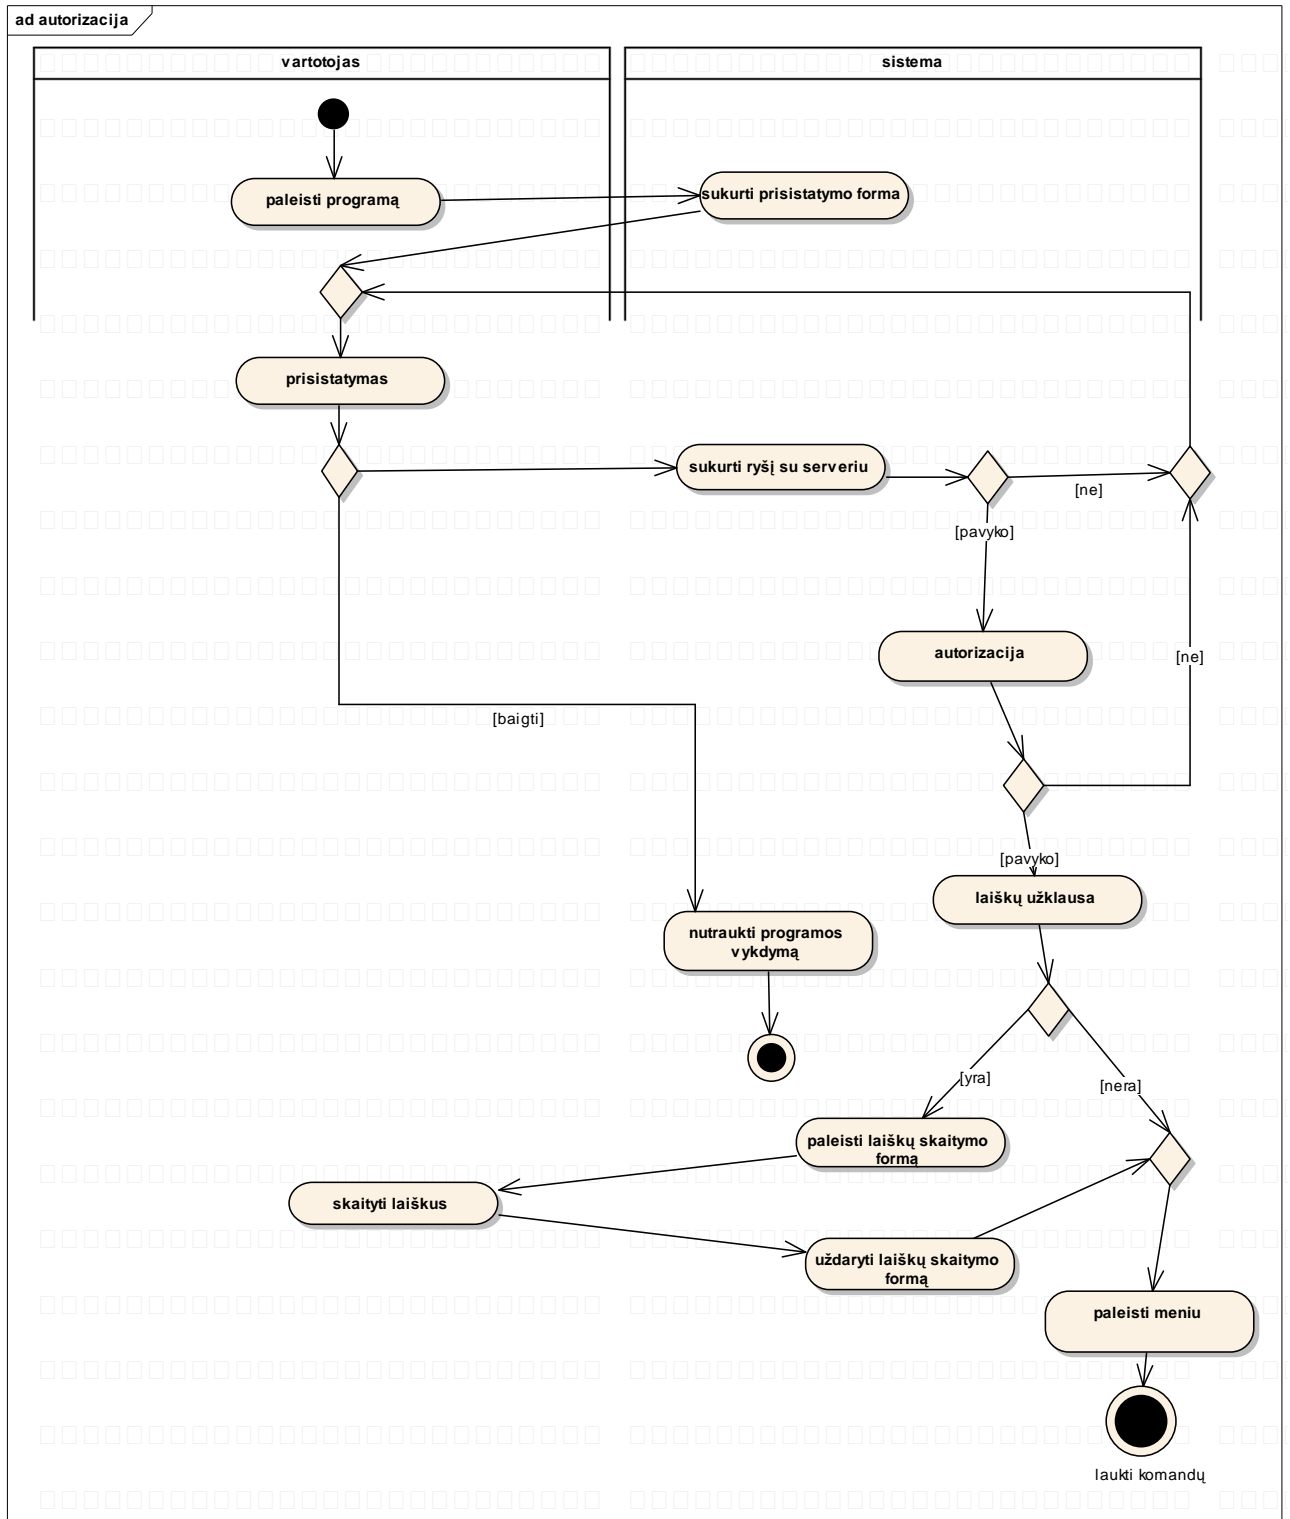 ad autorizacija
vartotojas
sistema
paleisti programą
sukurti prisistatymo forma
prisistatymas
sukurti ryšį su serveriu
[ne]
[pavyko]
autorizacija
[ne]
[baigti]
[pavyko]
laiškų užklausa
nutraukti programos
vykdymą
[yra]
[nera]
paleisti laiškų skaitymo
formą
skaityti laiškus
uždaryti laiškų skaitymo
formą
paleisti meniu
laukti komandų